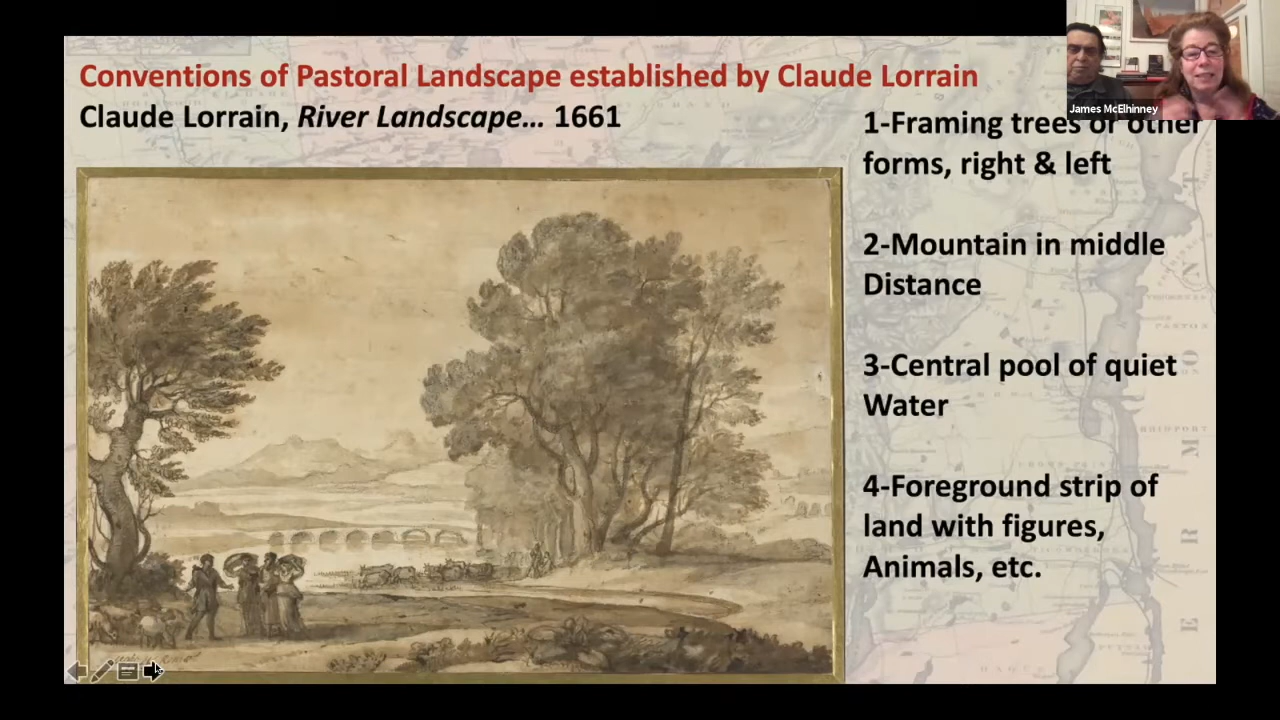 Conventions of Pastoral Landscape established by Claude Lorrain
Claude Lorrain, River Landscape... 1661
James McElhinney
1-Framing trees or other
forms, right & left
2-Mountain in middle
Distance
3-Central pool of quiet
Water
4-Foreground strip of
land with figures,
Animals, etc.